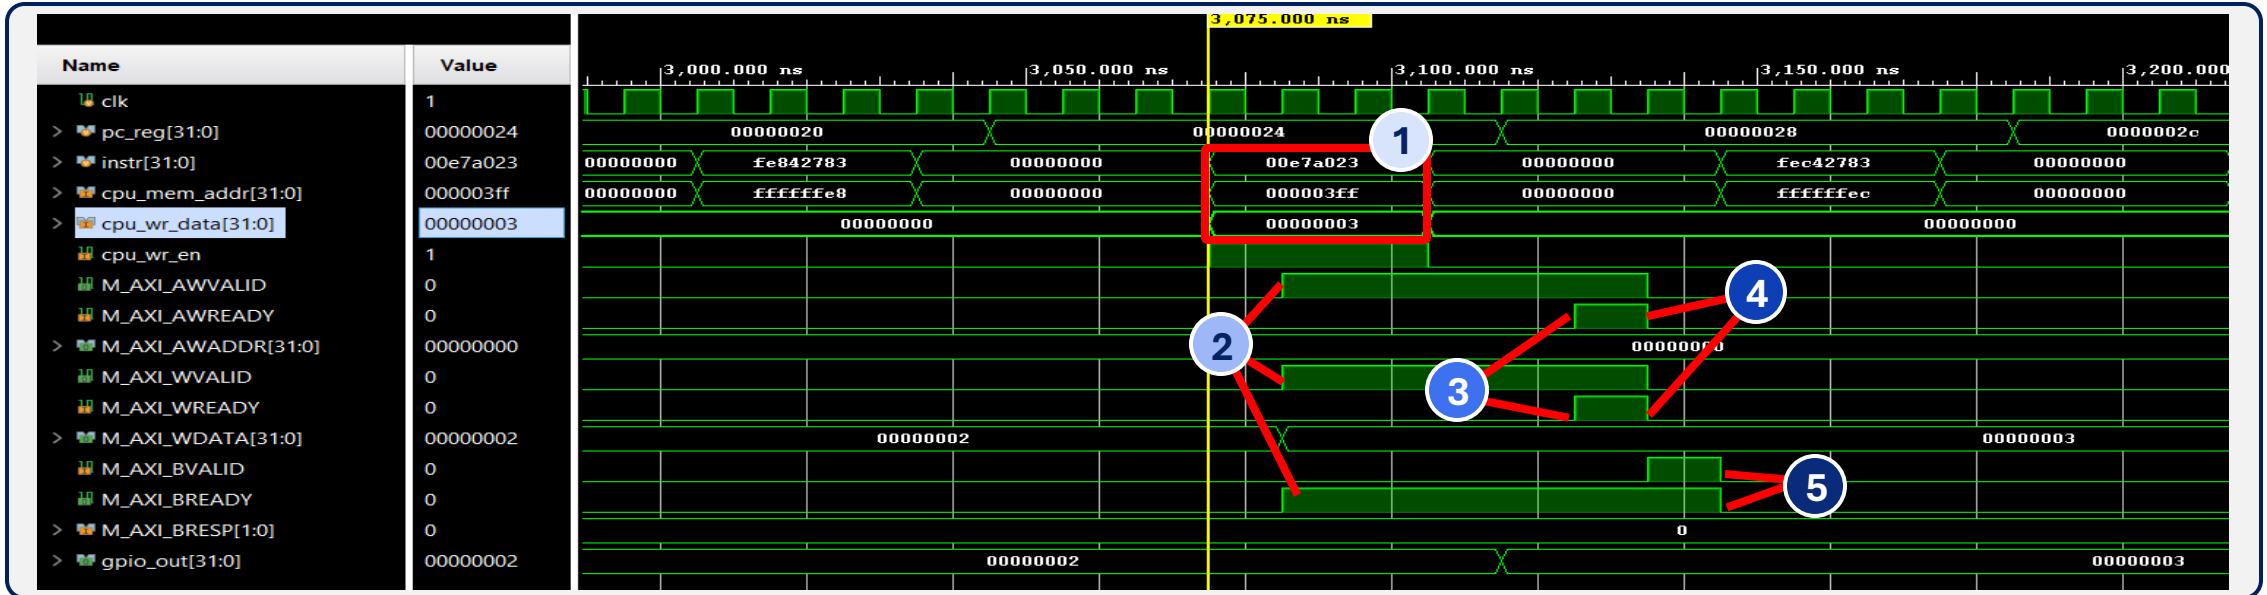 3,075.000 ns
Name Value 3,000.000 ns 3,050.000 ns 3,100.000 ns 3,150.000 ns 3,200.000
clk 1
> pc_reg[31:0] 00000024 00000020 00000024 00000028 0000002c
1
> instr[31:0] 00e7a023 00000000 fe842783 00000000 00e7a023 00000000 fec42783 00000000
> cpu_mem_addr[31:0] 000003ff 00000000 ffffffe8 00000000 000003ff 00000000 ffffffec 00000000
> cpu_wr_data[31:0] 00000003 00000000 00000003 00000000
cpu_wr_en 1
M_AXI_AWVALID 0
4
M_AXI_AWREADY 0
> M_AXI_AWADDR[31:0] 00000000 00000000
2
M_AXI_WVALID 0
3
M_AXI_WREADY 0
> M_AXI_WDATA[31:0] 00000002 00000002 00000003
M_AXI_BVALID 0
5
M_AXI_BREADY 0
> M_AXI_BRESP[1:0] 0 0
> gpio_out[31:0] 00000002 00000002 00000003